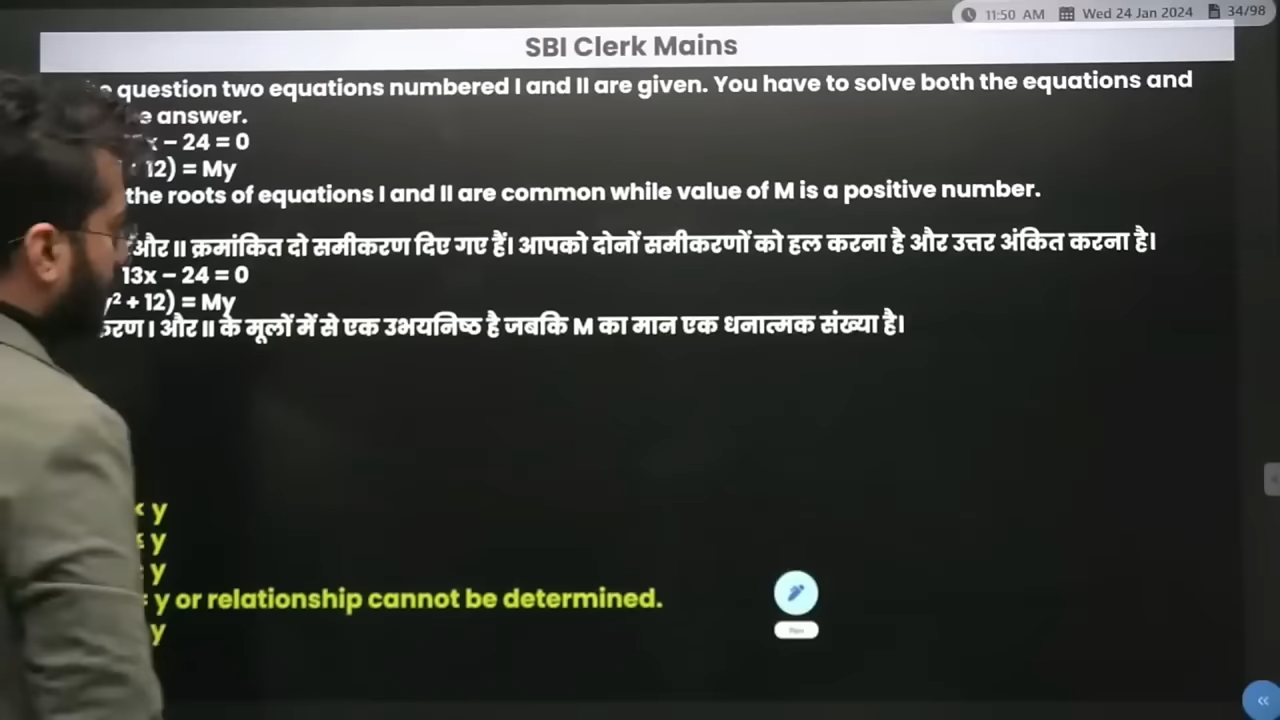 11:50 AM Wed 24 Jan 2024 34/98
SBI Clerk Mains
question two equations numbered I and II are given. You have to solve both the equations and
answer.
– 24 = 0
12) = My
the roots of equations I and II are common while value of M is a positive number.
और II क्रमांकित दो समीकरण दिए गए हैं। आपको दोनों समीकरणों को हल करना है और उत्तर अंकित करना है।
13x – 24 = 0
² + 12) = My
I और II के मूलों में से एक उभयनिष्ठ है जबकि M का मान एक धनात्मक संख्या है।
y
y
y
y or relationship cannot be determined.
y